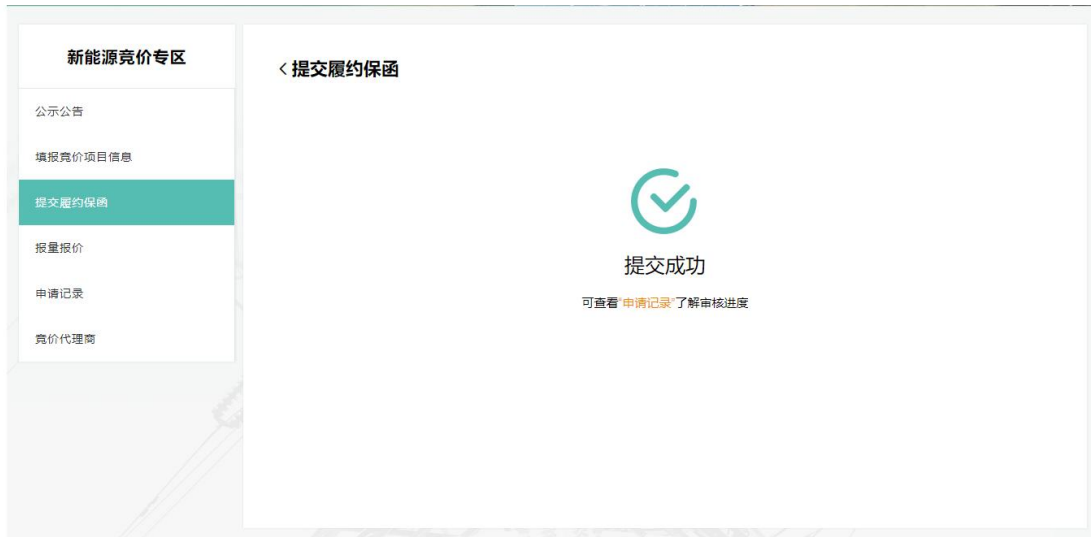 新能源竞价专区
公示公告
填报竞价项目信息
提交履约保函
报量报价
申请记录
竞价代理商
<提交履约保函
提交成功
可查看“申请记录”了解审核进度